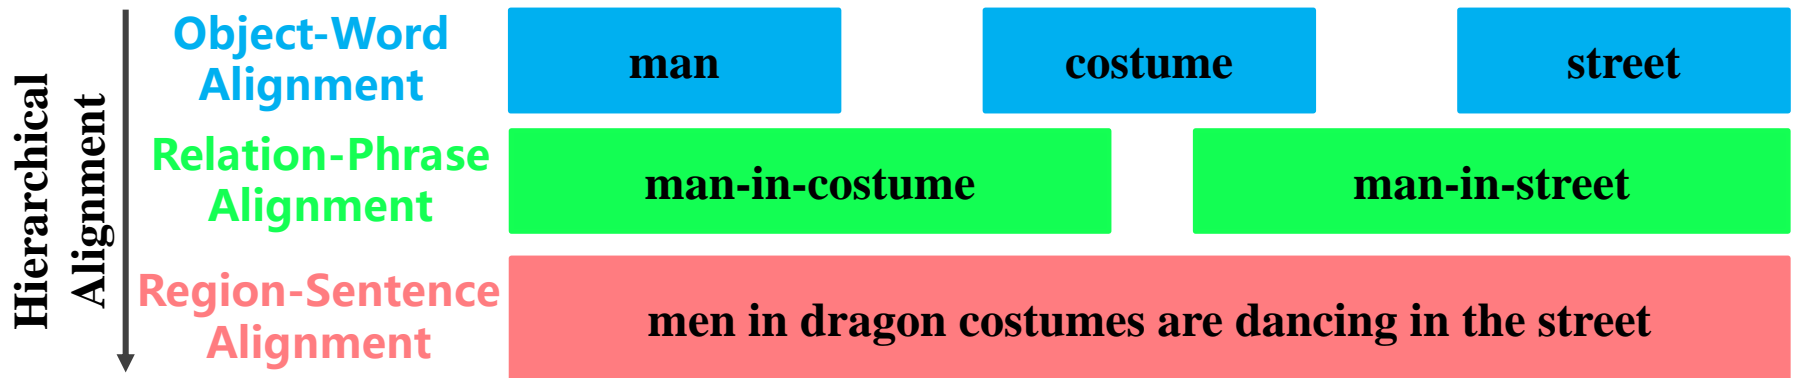 Hierarchical
Alignment
Object-Word
Alignment
man
costume
street
Relation-Phrase
Alignment
man-in-costume
man-in-street
Region-Sentence
Alignment
men in dragon costumes are dancing in the street